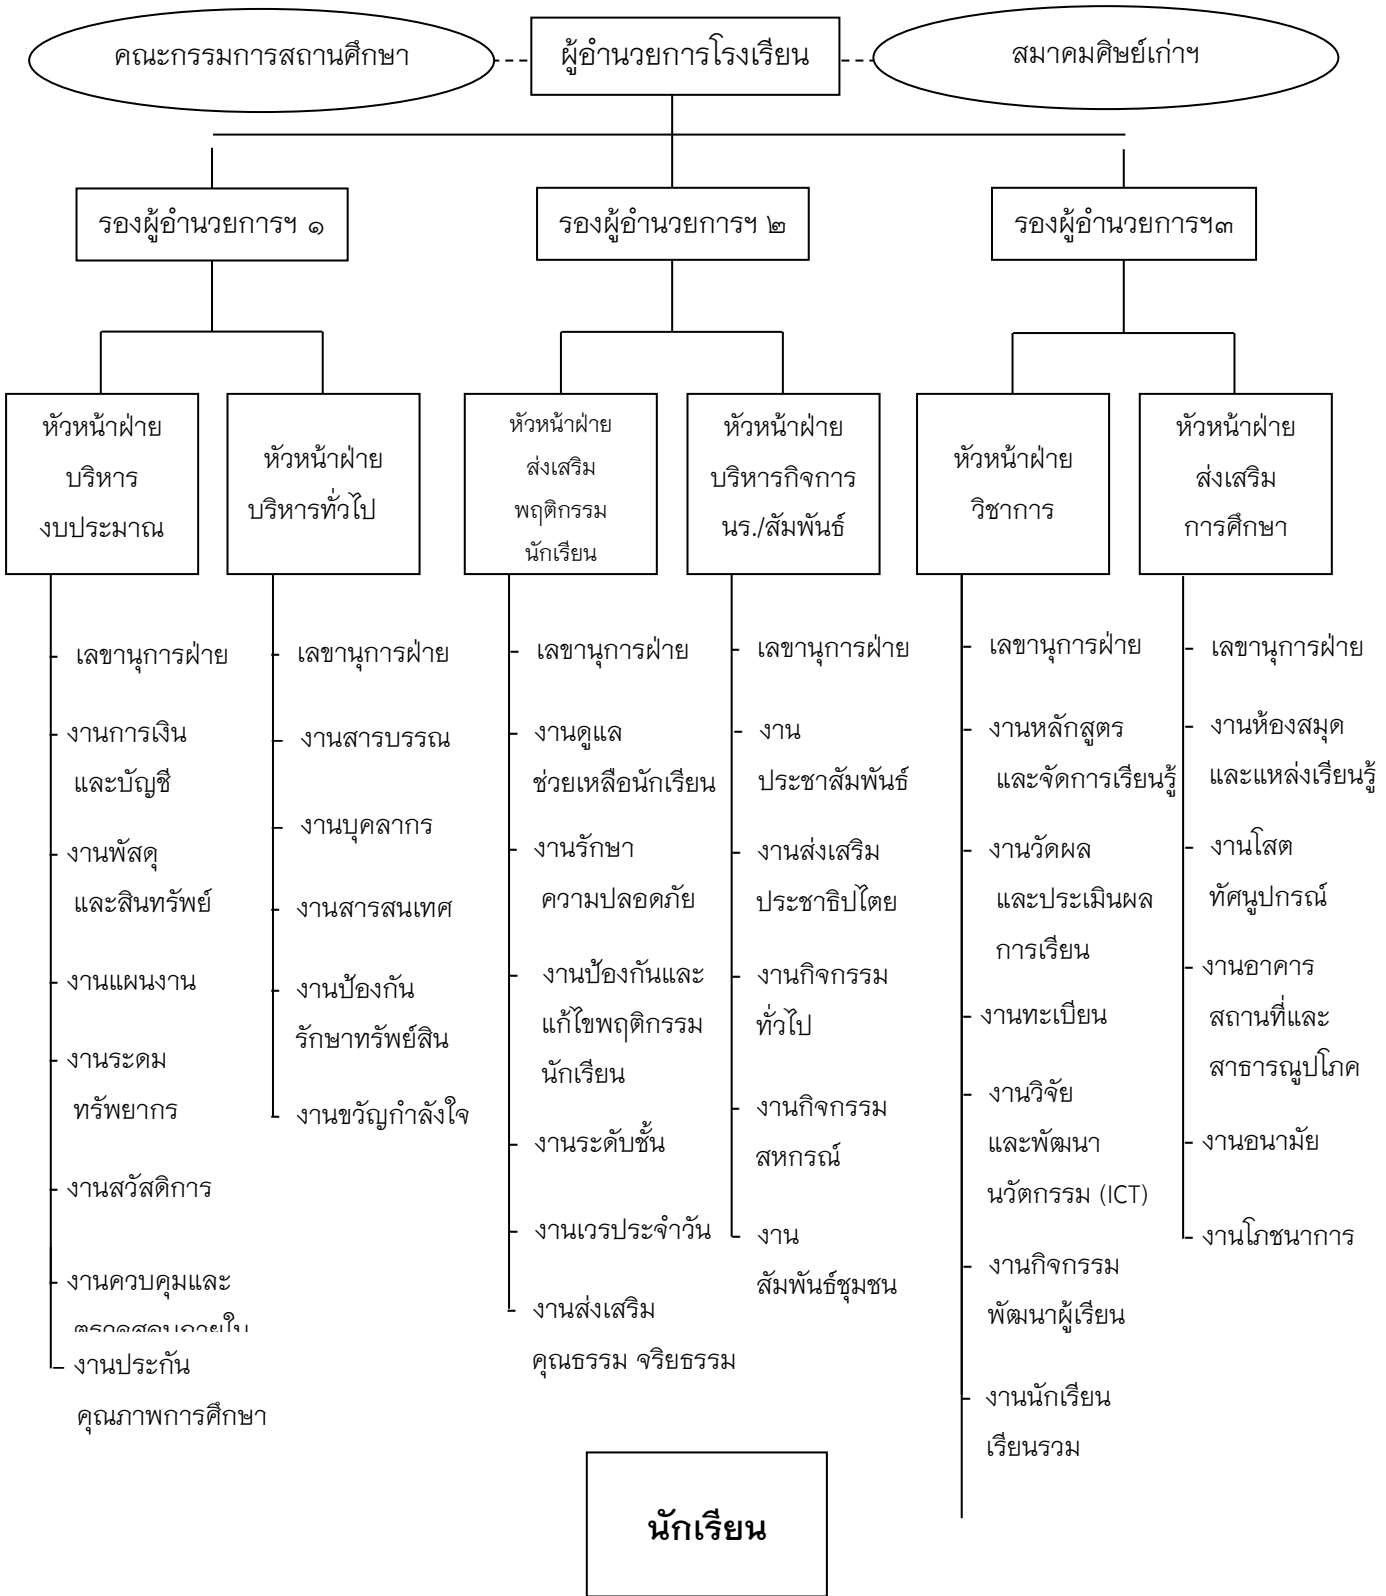 คณะกรรมการสถานศึกษา
ผู้อำนวยการโรงเรียน
สมาคมศิษย์เก่าฯ
รองผู้อำนวยการฯ ๑
รองผู้อำนวยการฯ ๒
รองผู้อำนวยการฯ๓
หัวหน้าฝ่าย
บริหาร
งบประมาณ
หัวหน้าฝ่าย
บริหารทั่วไป
หัวหน้าฝ่าย
ส่งเสริม
พฤติกรรม
นักเรียน
หัวหน้าฝ่าย
บริหารกิจการ
นร./สัมพันธ์
หัวหน้าฝ่าย
วิชาการ
หัวหน้าฝ่าย
ส่งเสริม
การศึกษา
เลขานุการฝ่าย
งานการเงิน
และบัญชี
งานพัสดุ
และสินทรัพย์
งานแผนงาน
งานระดม
ทรัพยากร
งานสวัสดิการ
งานควบคุมและ
ตรวจสอบภายใน
งานประกัน
คุณภาพการศึกษา
เลขานุการฝ่าย
งานสารบรรณ
งานบุคลากร
งานสารสนเทศ
งานป้องกัน
รักษาทรัพย์สิน
งานขวัญกำลังใจ
เลขานุการฝ่าย
งานดูแล
ช่วยเหลือนักเรียน
งานรักษา
ความปลอดภัย
งานป้องกันและ
แก้ไขพฤติกรรม
นักเรียน
งานระดับชั้น
งานเวรประจำวัน
งานส่งเสริม
คุณธรรม จริยธรรม
เลขานุการฝ่าย
งาน
ประชาสัมพันธ์
งานส่งเสริม
ประชาธิปไตย
งานกิจกรรม
ทั่วไป
งานกิจกรรม
สหกรณ์
งาน
สัมพันธ์ชุมชน
เลขานุการฝ่าย
งานหลักสูตร
และจัดการเรียนรู้
งานวัดผล
และประเมินผล
การเรียน
งานทะเบียน
งานวิจัย
และพัฒนา
นวัตกรรม (ICT)
งานกิจกรรม
พัฒนาผู้เรียน
งานนักเรียน
เรียนรวม
เลขานุการฝ่าย
งานห้องสมุด
และแหล่งเรียนรู้
งานโสต
ทัศนูปกรณ์
งานอาคาร
สถานที่และ
สาธารณูปโภค
งานอนามัย
งานโภชนาการ
นักเรียน